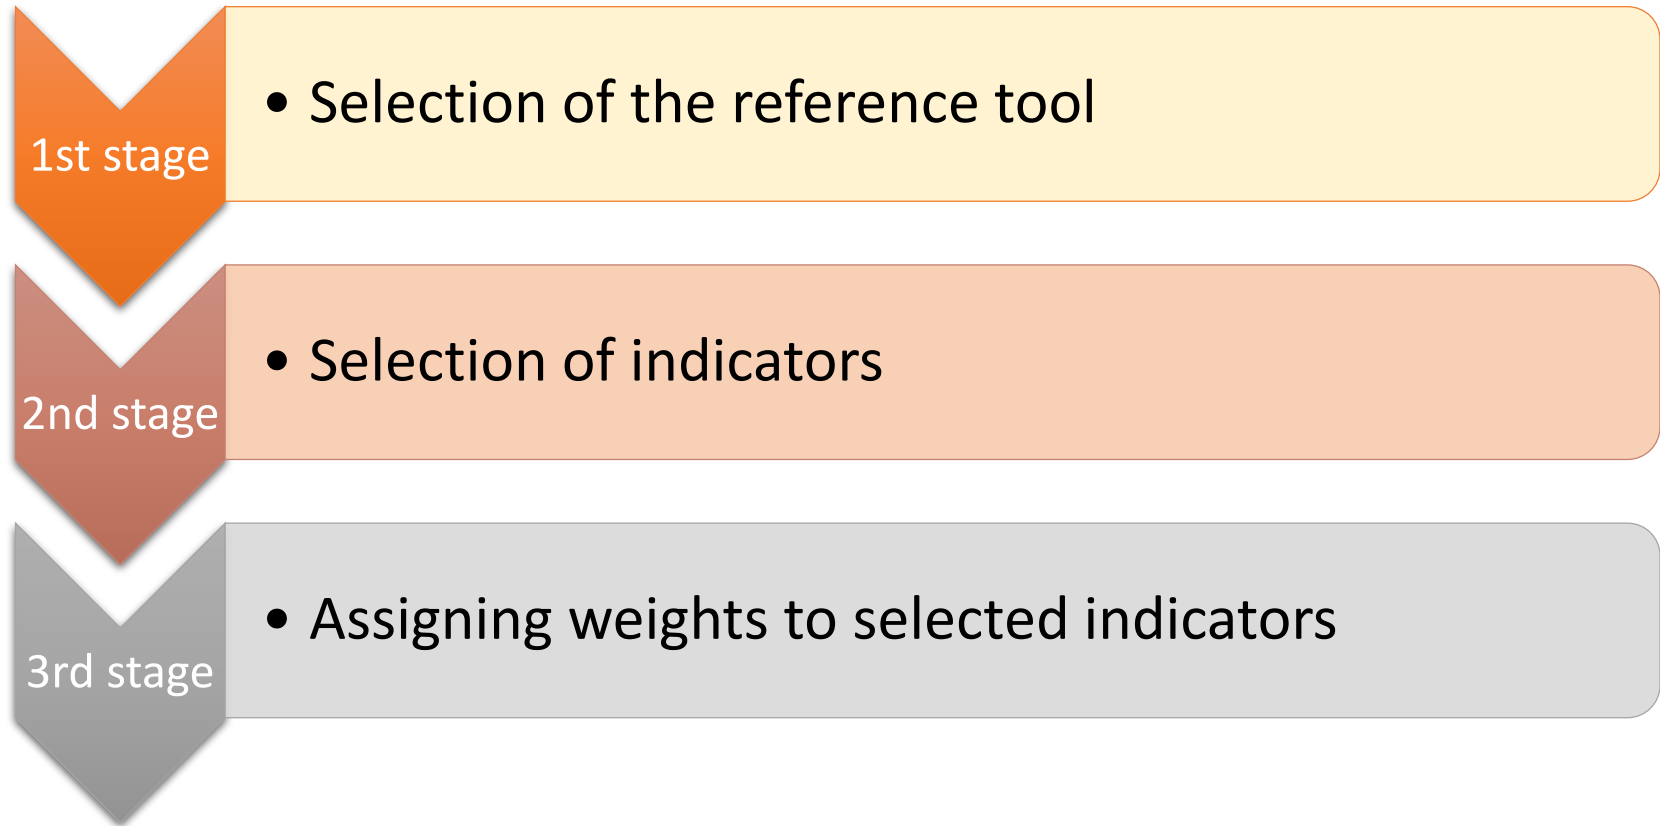 1st stage
• Selection of the reference tool
2nd stage
• Selection of indicators
3rd stage
• Assigning weights to selected indicators